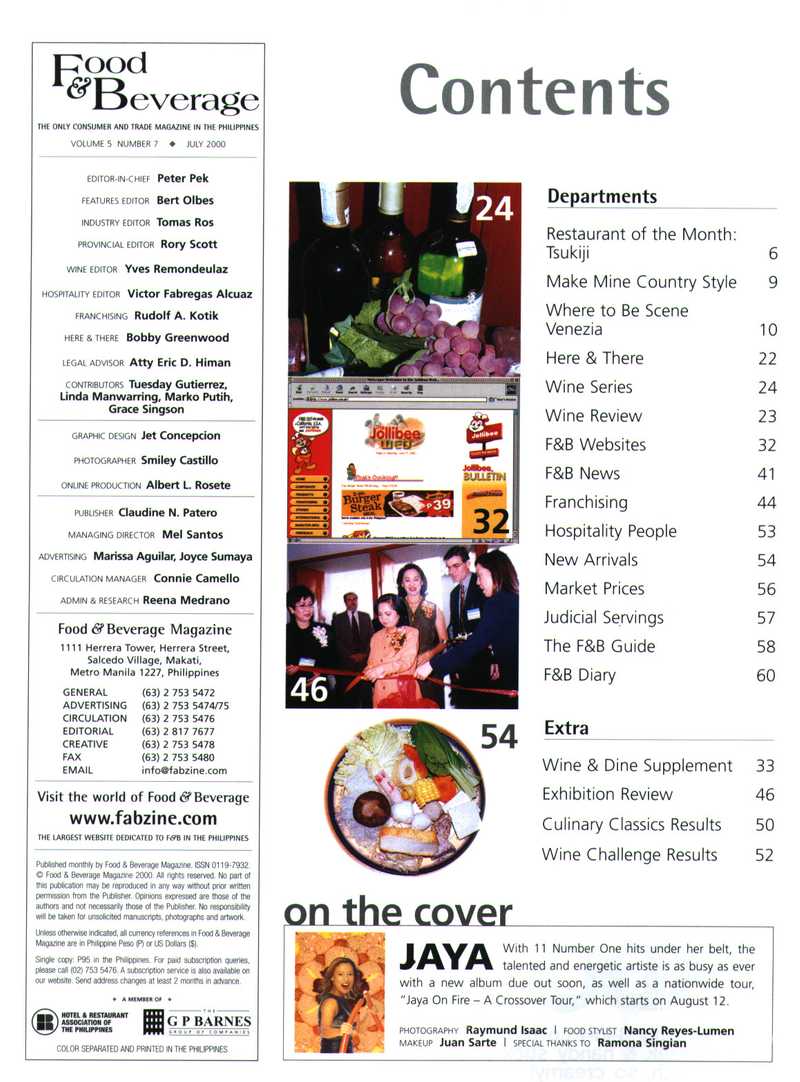 Food
& Beverage
THE ONLY CONSUMER AND TRADE MAGAZINE IN THE PHILIPPINES
VOLUME 5 NUMBER 7 ◆ JULY 2000
EDITOR-IN-CHIEF Peter Pek
FEATURES EDITOR Bert Olbes
INDUSTRY EDITOR Tomas Ros
PROVINCIAL EDITOR Rory Scott
WINE EDITOR Yves Remondeulaz
HOSPITALITY EDITOR Victor Fabregas Alcuaz
FRANCHISING Rudolf A. Kotik
HERE & THERE Bobby Greenwood
LEGAL ADVISOR Atty Eric D. Himan
CONTRIBUTORS Tuesday Gutierrez,
Linda Manwarring, Marko Putih,
Grace Singson
GRAPHIC DESIGN Jet Concepcion
PHOTOGRAPHER Smiley Castillo
ONLINE PRODUCTION Albert L. Rosete
PUBLISHER Claudine N. Patero
MANAGING DIRECTOR Mel Santos
ADVERTISING Marissa Aguilar, Joyce Sumaya
CIRCULATION MANAGER Connie Camello
ADMIN & RESEARCH Reena Medrano
Food & Beverage Magazine
1111 Herrera Tower, Herrera Street,
Salcedo Village, Makati,
Metro Manila 1227, Philippines
GENERAL (63) 2 753 5472
ADVERTISING (63) 2 753 5474/75
CIRCULATION (63) 2 753 5476
EDITORIAL (63) 2 817 7677
CREATIVE (63) 2 753 5478
FAX (63) 2 753 5480
EMAIL info@fabzine.com
Visit the world of Food & Beverage
www.fabzine.com
THE LARGEST WEBSITE DEDICATED TO F&B IN THE PHILIPPINES
Published monthly by Food & Beverage Magazine. ISSN 0119-7932.
© Food & Beverage Magazine 2000. All rights reserved. No part of
this publication may be reproduced in any way without prior written
permission from the Publisher. Opinions expressed are those of the
authors and not necessarily those of the Publisher. No responsibility
will be taken for unsolicited manuscripts, photographs and artwork.
Unless otherwise indicated, all currency references in Food & Beverage
Magazine are in Philippine Peso (P) or US Dollars ($).
Single copy: P95 in the Philippines. For paid subscription queries,
please call (02) 753 5476. A subscription service is also available on
our website. Send address changes at least 2 months in advance.
A MEMBER OF
HOTEL & RESTAURANT
ASSOCIATION OF
THE PHILIPPINES
THE
G P BARNES
GROUP OF COMPANIES
COLOR SEPARATED AND PRINTED IN THE PHILIPPINES
Contents
24
Jollibee
WEB
Jollibee
Jollibee,
BULLETIN
What's Cooking?
Burger
Steak
P39
HOME
32
46
54
Departments
Restaurant of the Month:
Tsukiji 6
Make Mine Country Style 9
Where to Be Scene
Venezia 10
Here & There 22
Wine Series 24
Wine Review 23
F&B Websites 32
F&B News 41
Franchising 44
Hospitality People 53
New Arrivals 54
Market Prices 56
Judicial Servings 57
The F&B Guide 58
F&B Diary 60
Extra
Wine & Dine Supplement 33
Exhibition Review 46
Culinary Classics Results 50
Wine Challenge Results 52
on the cover
JAYA With 11 Number One hits under her belt, the
talented and energetic artiste is as busy as ever
with a new album due out soon, as well as a nationwide tour,
"Jaya On Fire – A Crossover Tour," which starts on August 12.
PHOTOGRAPHY Raymund Isaac | FOOD STYLIST Nancy Reyes-Lumen
MAKEUP Juan Sarte | SPECIAL THANKS TO Ramona Singian